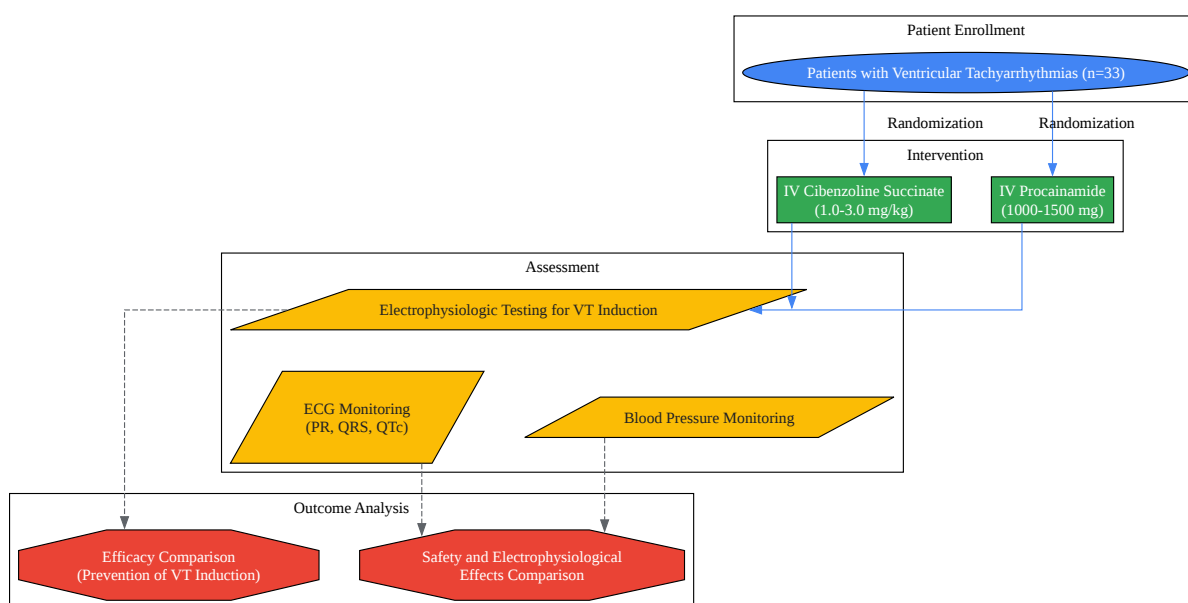 Patient Enrollment
Patients with Ventricular Tachyarrhythmias (n=33)
Randomization
Randomization
Intervention
IV Cibenzoline Succinate
(1.0-3.0 mg/kg)
IV Procainamide
(1000-1500 mg)
Assessment
Electrophysiologic Testing for VT Induction
ECG Monitoring
(PR, QRS, QTc)
Blood Pressure Monitoring
Outcome Analysis
Efficacy Comparison
(Prevention of VT Induction)
Safety and Electrophysiological
Effects Comparison